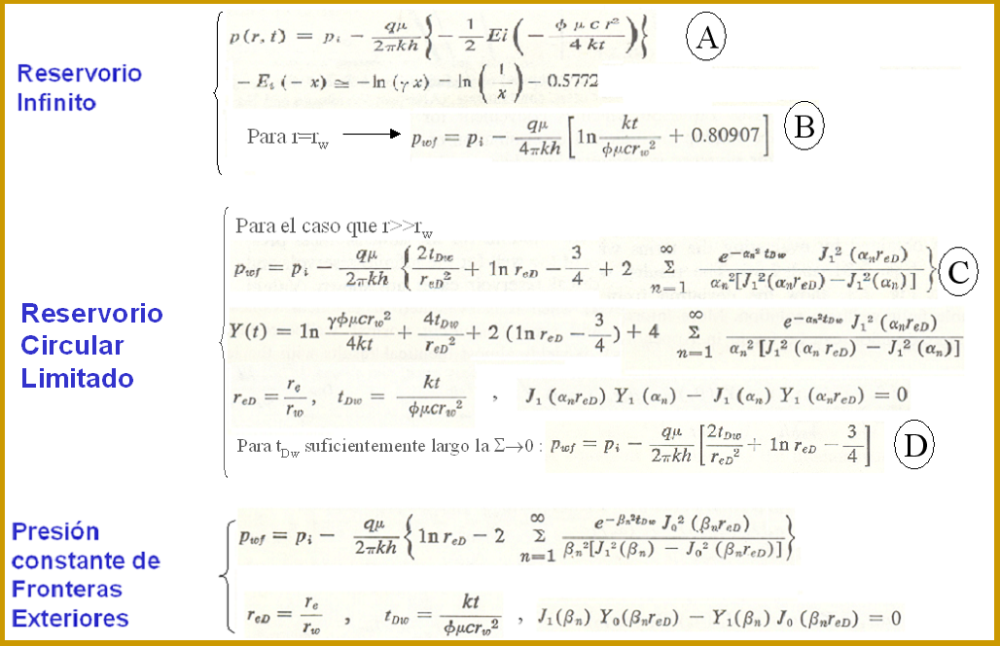 Reservorio
Infinito
p(r, t) = p_i − qμ/2πkh { − 1/2 Ei ( − φ μ c r²/4 kt ) }
A
− E_i (− x) ≃ −ln (γ x) − ln ( 1/x ) − 0.5772
Para r=r_w → p_wf = p_i − qμ/4πkh [ ln kt/φμcr_w² + 0.80907 ]
B
Reservorio
Circular
Limitado
Para el caso que r>>r_w
p_wf = p_i − qμ/2πkh { 2t_Dw/r_eD² + ln r_eD − 3/4 + 2 ∞ Σ n=1 e^−α_n² t_Dw J_1² (α_n r_eD) / α_n² [J_1² (α_n r_eD) − J_1² (α_n)] }
C
Y(t) = ln γφμcr_w²/4kt + 4t_Dw/r_eD² + 2 (ln r_eD − 3/4) + 4 ∞ Σ n=1 e^−α_n² t_Dw J_1² (α_n r_eD) / α_n² [J_1² (α_n r_eD) − J_1² (α_n)]
r_eD = r_e/r_w , t_Dw = kt/φμcr_w² , J_1 (α_n r_eD) Y_1 (α_n) − J_1 (α_n) Y_1 (α_n r_eD) = 0
Para t_Dw suficientemente largo la Σ→0 : p_wf = p_i − qμ/2πkh [ 2t_Dw/r_eD² + ln r_eD − 3/4 ]
D
Presión
constante de
Fronteras
Exteriores
p_wf = p_i − qμ/2πkh { ln r_eD − 2 ∞ Σ n=1 e^−β_n² t_Dw J_0² (β_n r_eD) / β_n² [J_1² (β_n) − J_0² (β_n r_eD)] }
r_eD = r_e/r_w , t_Dw = kt/φμcr_w² , J_1(β_n) Y_0(β_n r_eD) − Y_1(β_n) J_0 (β_n r_eD) = 0